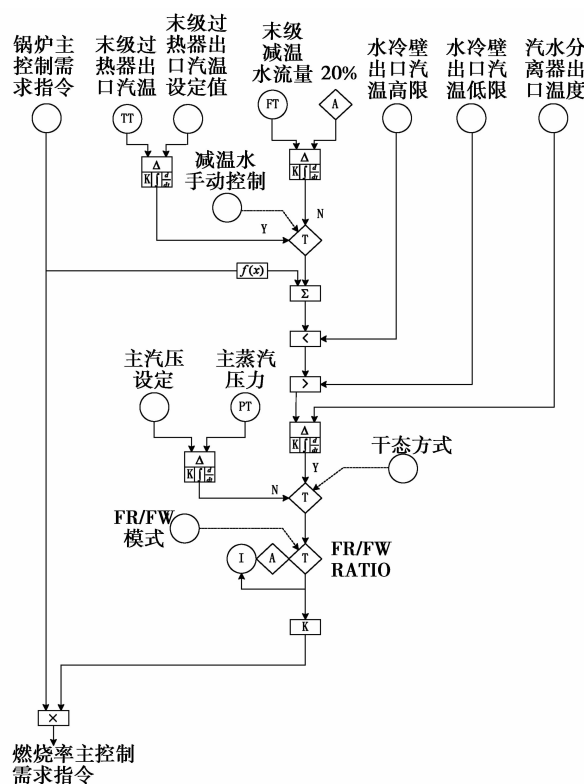 锅炉主
控制需
求指令
末级过
热器出
口汽温
末级过
热器出
口汽温
设定值
末级
减温
水流量
20%
水冷壁
出口汽
温高限
水冷壁
出口汽
温低限
汽水分
离器出
口温度
TT
FT
A
Δ
K ∫ d/dt
减温水
手动控制
Δ
K ∫ d/dt
N
Y
T
f(x)
Σ
<
主汽压
设定
主蒸汽
压力
>
PT
Δ
K ∫ d/dt
Δ
K ∫ d/dt
Y
干态方式
N
T
FR/FW
模式
I
A
T
FR/FW
RATIO
K
×
燃烧率主控制
需求指令